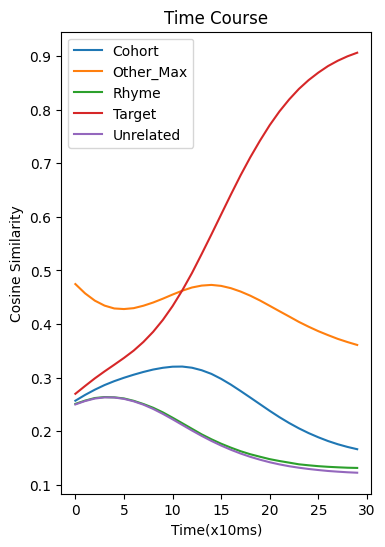 Time Course
Cohort
Other_Max
Rhyme
Target
Unrelated
Cosine Similarity
0.9
0.8
0.7
0.6
0.5
0.4
0.3
0.2
0.1
0 5 10 15 20 25 30
Time(x10ms)